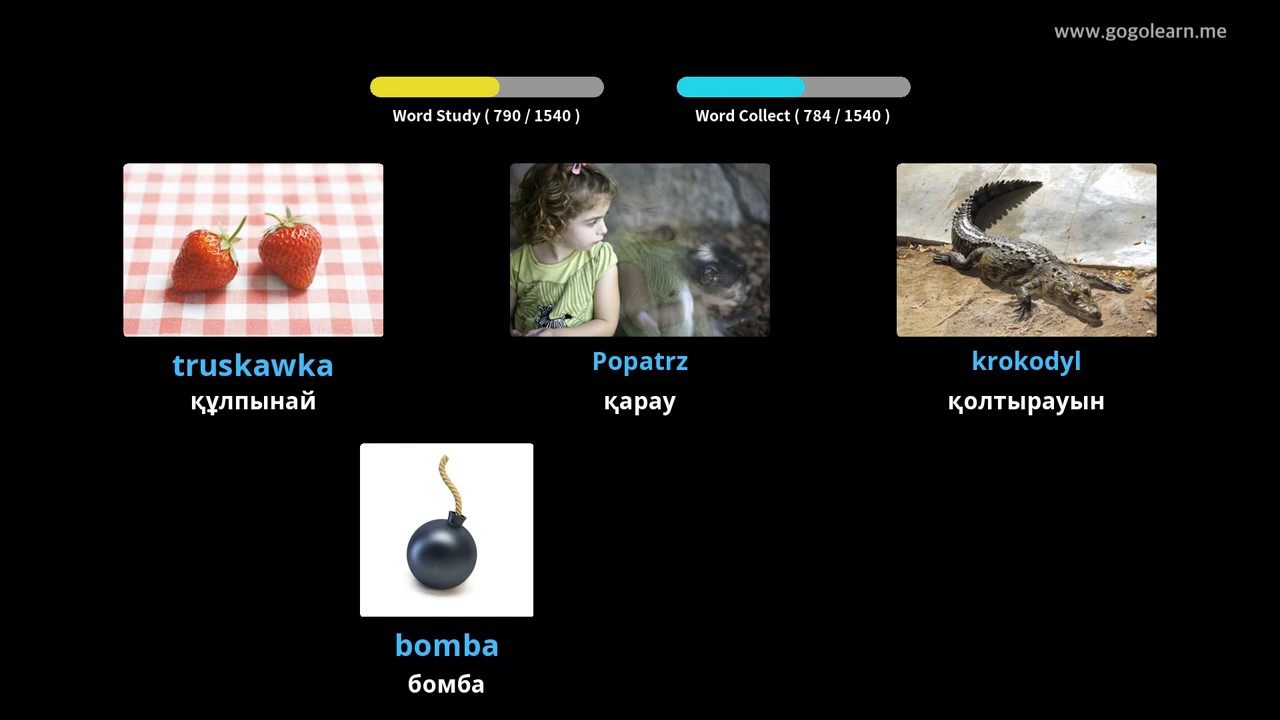 www.gogolearn.me
Word Study ( 790 / 1540 )
Word Collect ( 784 / 1540 )
truskawka
құлпынай
Popatrz
қарау
krokodyl
қолтырауын
bomba
бомба